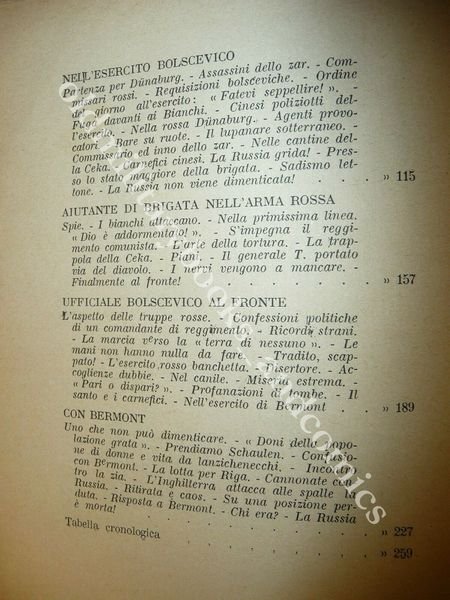 NELL'ESERCITO BOLSCEVICO
Partenza per Dünaburg. - Assassini dello zar. - Com-
missari rossi. - Requisizioni bolsceviche. - Ordine
del giorno all'esercito: « Fatevi seppellire! ». -
Fuga davanti ai Bianchi. - Cinesi poliziotti del-
l'esercito. - Nella rossa Dünaburg. - Agenti provo-
catori. - Bare su ruote. - Il lupanare sotterraneo. -
Commissario ed inno dello zar. - Nelle cantine del-
la Ceka. - Carnefici cinesi. La Russia grida! - Pres-
so lo stato maggiore della brigata. - Sadismo let-
tone. - La Russia non viene dimenticata! . . . » 115
AIUTANTE DI BRIGATA NELL'ARMA ROSSA
Spie. - I bianchi attaccano. - Nella primissima linea.
« Dio è addormentato! ». - S'impegna il reggi-
mento comunista. - L'arte della tortura. - La trap-
pola della Ceka. - Piani. - Il generale T. portato
via del diavolo. - I nervi vengono a mancare. -
Finalmente al fronte! . . . . . » 157
UFFICIALE BOLSCEVICO AL FRONTE
L'aspetto delle truppe rosse. - Confessioni politiche
di un comandante di reggimento. - Ricordi strani.
- La marcia verso la « terra di nessuno ». - Le
mani non hanno nulla da fare. - Tradito, scap-
pato! - L'esercito rosso banchetta. - Disertore. - Ac-
coglienze dubbie. - Nel canile. - Miseria estrema. -
« Pari o dispari? ». - Profanazioni di tombe. - Il
santo e i carnefici. - Nell'esercito di Bermont . » 189
CON BERMONT
Uno che non può dimenticare. - « Doni della popo-
lazione grata ». - Prendiamo Schaulen. - Confusio-
ne di donne e vita da lanzichenecchi. - Incontro
con Bermont. - La lotta per Riga. - Cannonate con-
tro la zia. - L'Inghilterra attacca alle spalle la
Russia. - Ritirata e caos. - Su una posizione per-
duta. - Risposta a Bermont. - Chi era? - La Russia
è morta! . . . . . . . » 227
Tabella cronologica . . . . . . » 259